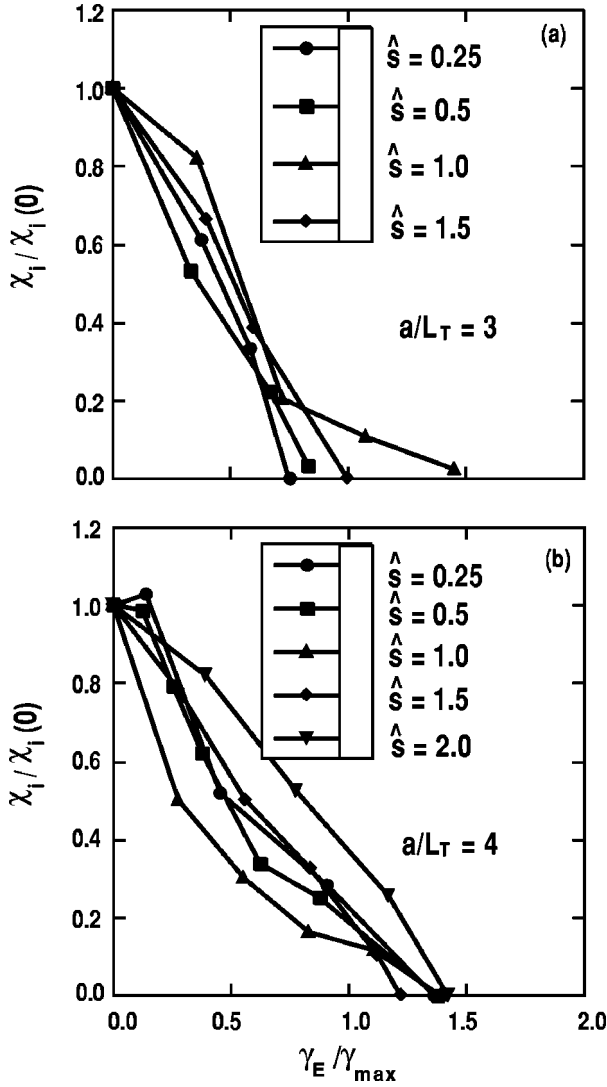 1.2
(a)
ŝ = 0.25
1.0
ŝ = 0.5
0.8
ŝ = 1.0
χi / χi (0)
0.6
ŝ = 1.5
0.4
a/LT = 3
0.2
0.0
1.2
(b)
ŝ = 0.25
1.0
ŝ = 0.5
0.8
ŝ = 1.0
ŝ = 1.5
χi / χi (0)
0.6
ŝ = 2.0
0.4
a/LT = 4
0.2
0.0
0.0 0.5 1.0 1.5 2.0
γE /γmax